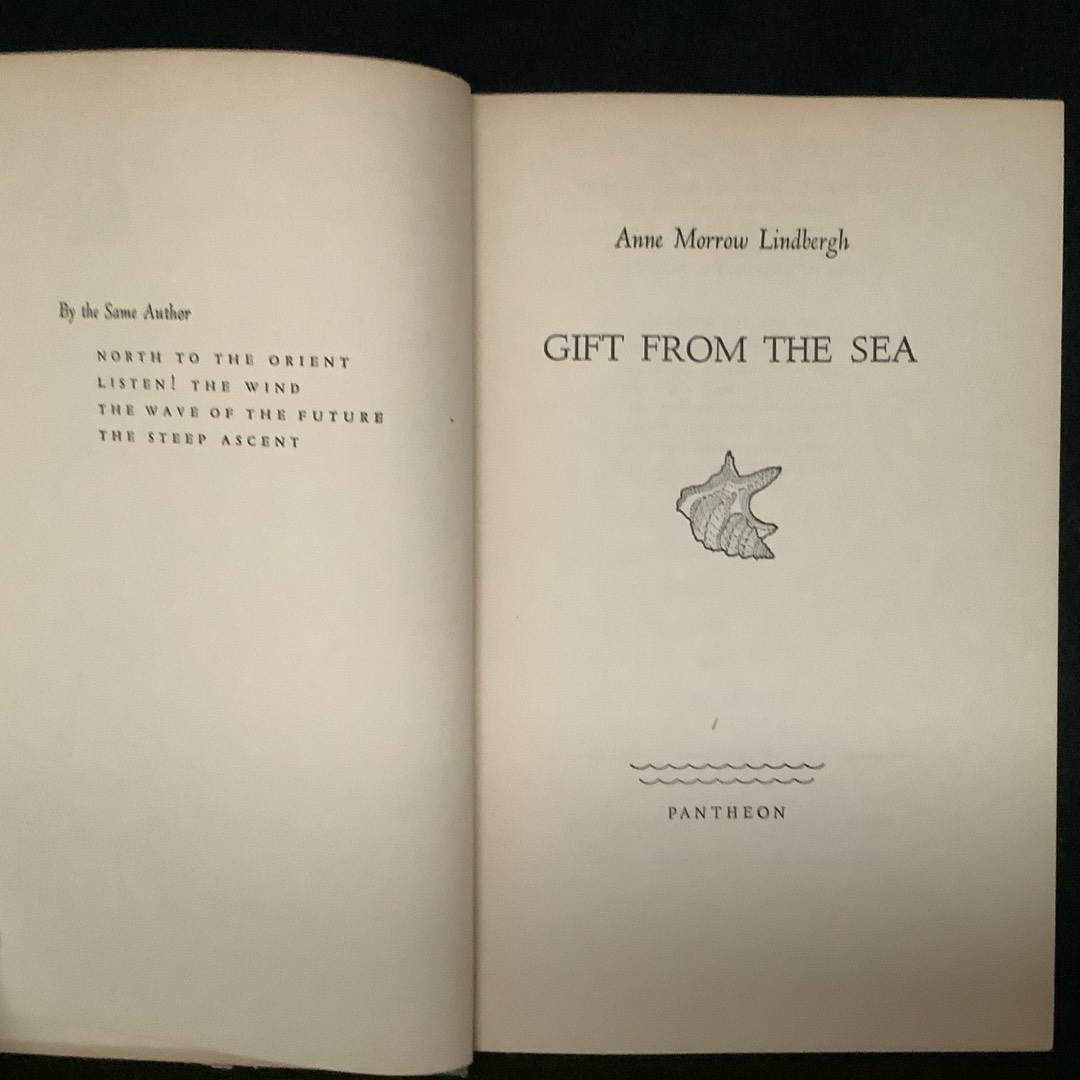 By the Same Author
NORTH TO THE ORIENT
LISTEN! THE WIND
THE WAVE OF THE FUTURE
THE STEEP ASCENT
Anne Morrow Lindbergh
GIFT FROM THE SEA
PANTHEON